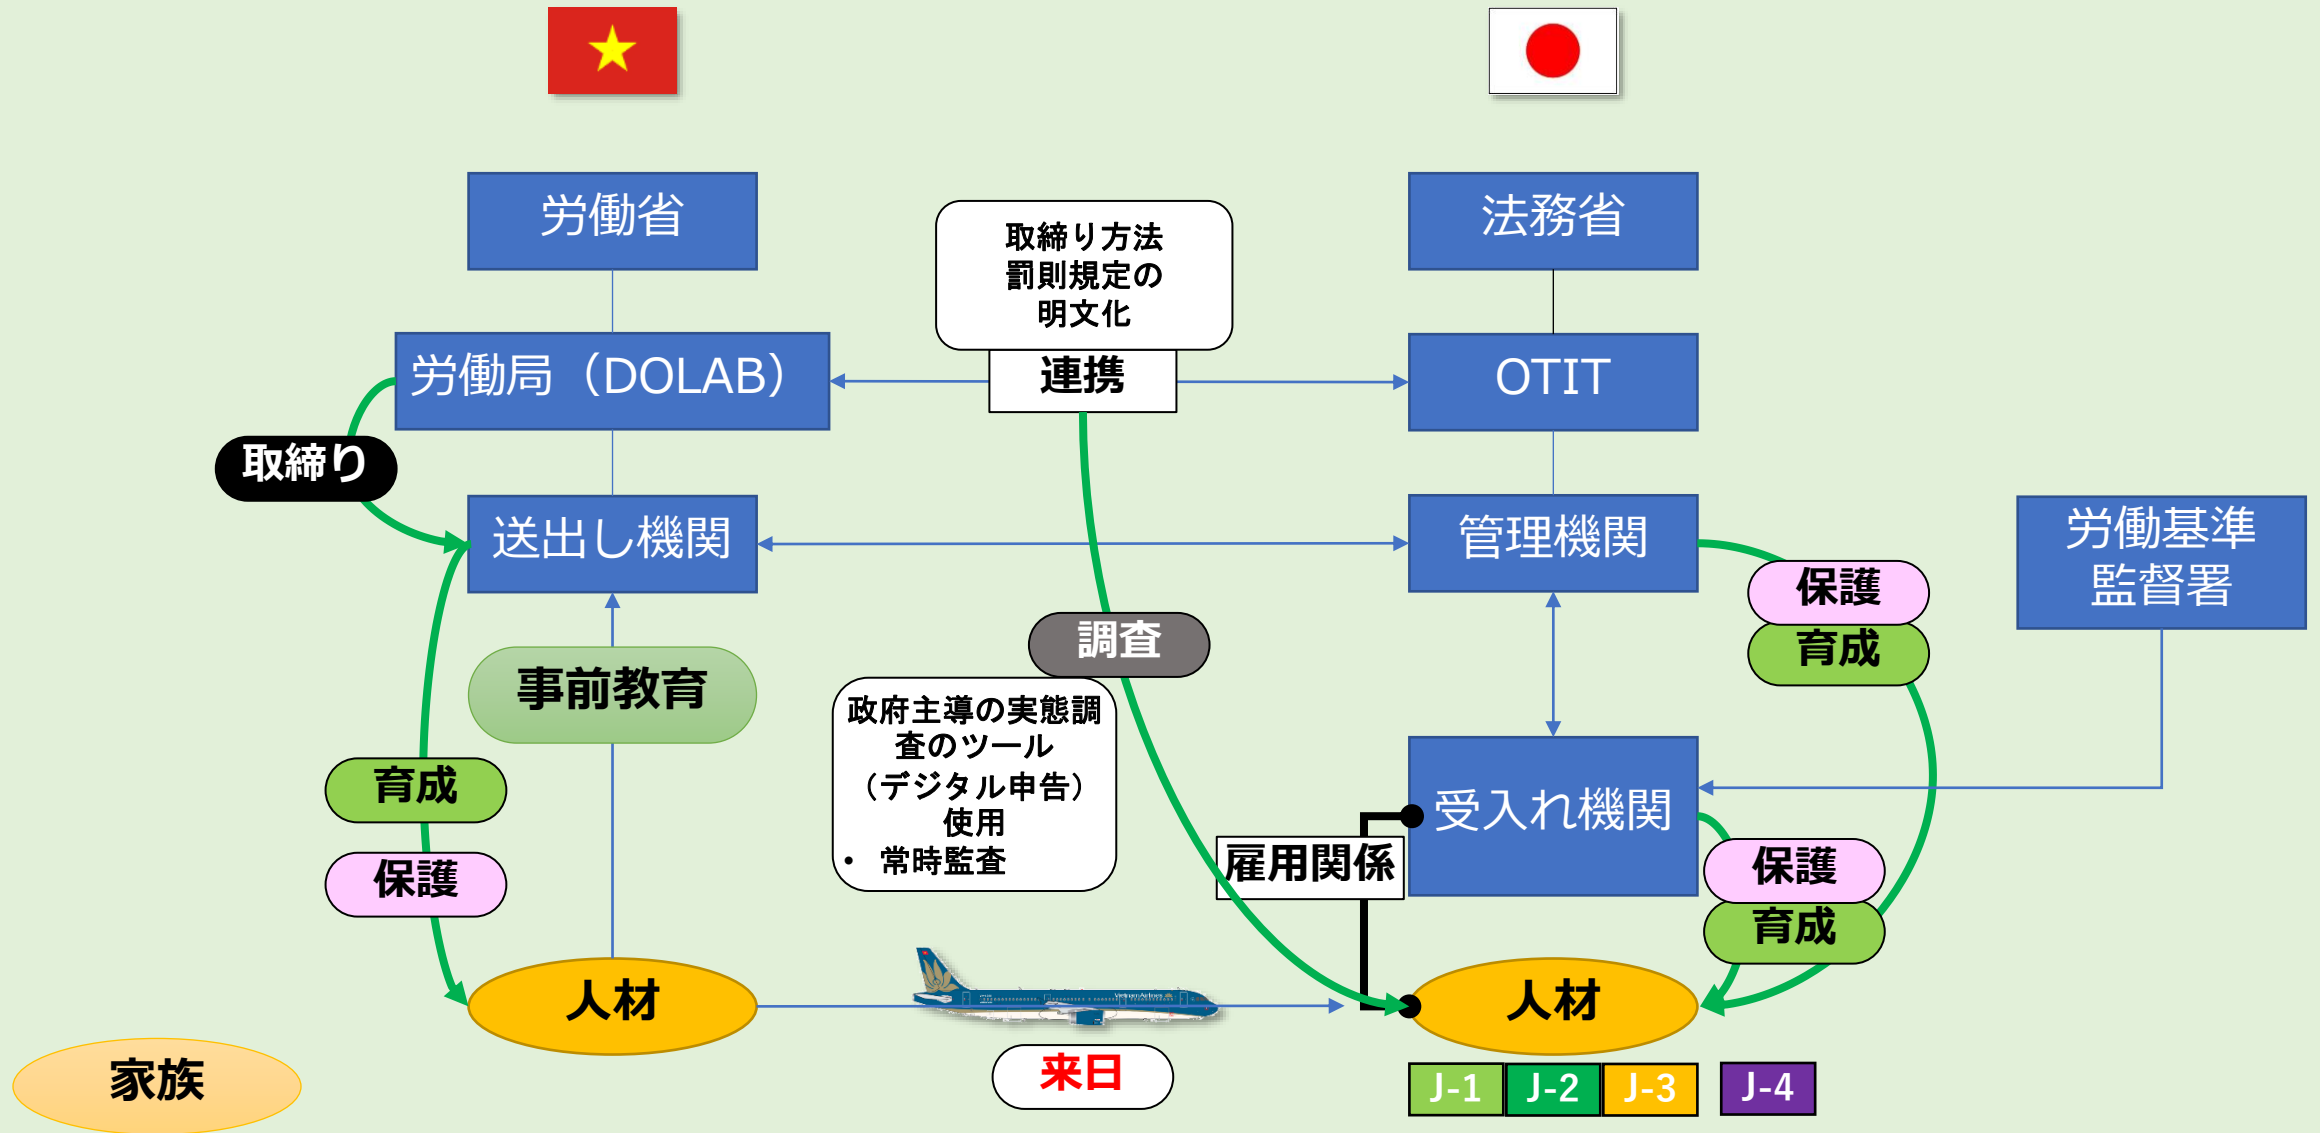 労働省
法務省
取締り方法
罰則規定の
明文化
労働局（DOLAB）
連携
OTIT
取締り
送出し機関
管理機関
労働基準
監督署
保護
育成
調査
事前教育
政府主導の実態調
査のツール
（デジタル申告）
使用
• 常時監査
育成
保護
受入れ機関
雇用関係
保護
育成
人材
Vietnam Airlines
人材
来日
家族
J-1
J-2
J-3
J-4